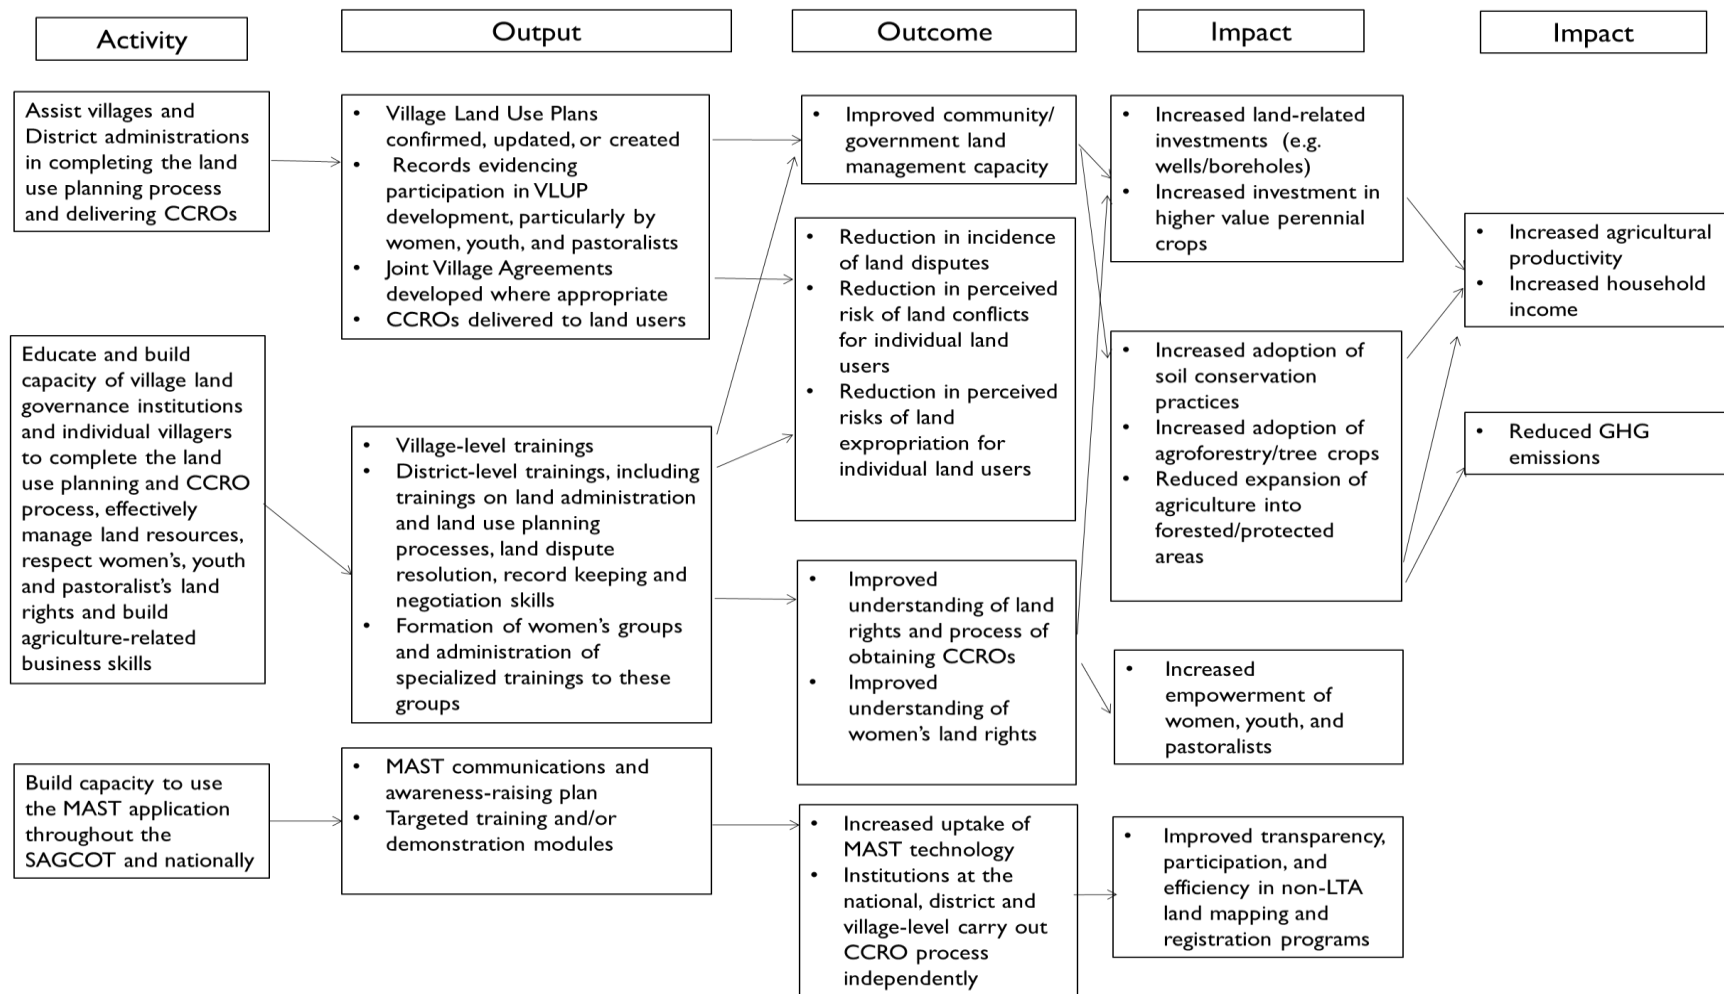 Activity
Output
Outcome
Impact
Impact
Assist villages and
District administrations
in completing the land
use planning process
and delivering CCROs
Educate and build
capacity of village land
governance institutions
and individual villagers
to complete the land
use planning and CCRO
process, effectively
manage land resources,
respect women's, youth
and pastoralist's land
rights and build
agriculture-related
business skills
Build capacity to use
the MAST application
throughout the
SAGCOT and nationally
• Village Land Use Plans
confirmed, updated, or created
• Records evidencing
participation in VLUP
development, particularly by
women, youth, and pastoralists
• Joint Village Agreements
developed where appropriate
• CCROs delivered to land users
• Village-level trainings
• District-level trainings, including
trainings on land administration
and land use planning
processes, land dispute
resolution, record keeping and
negotiation skills
• Formation of women's groups
and administration of
specialized trainings to these
groups
• MAST communications and
awareness-raising plan
• Targeted training and/or
demonstration modules
• Improved community/
government land
management capacity
• Reduction in incidence
of land disputes
• Reduction in perceived
risk of land conflicts
for individual land
users
• Reduction in perceived
risks of land
expropriation for
individual land users
• Improved
understanding of land
rights and process of
obtaining CCROs
• Improved
understanding of
women's land rights
• Increased uptake of
MAST technology
• Institutions at the
national, district and
village-level carry out
CCRO process
independently
• Increased land-related
investments (e.g.
wells/boreholes)
• Increased investment in
higher value perennial
crops
• Increased adoption of
soil conservation
practices
• Increased adoption of
agroforestry/tree crops
• Reduced expansion of
agriculture into
forested/protected
areas
• Increased
empowerment of
women, youth, and
pastoralists
• Improved transparency,
participation, and
efficiency in non-LTA
land mapping and
registration programs
• Increased agricultural
productivity
• Increased household
income
• Reduced GHG
emissions